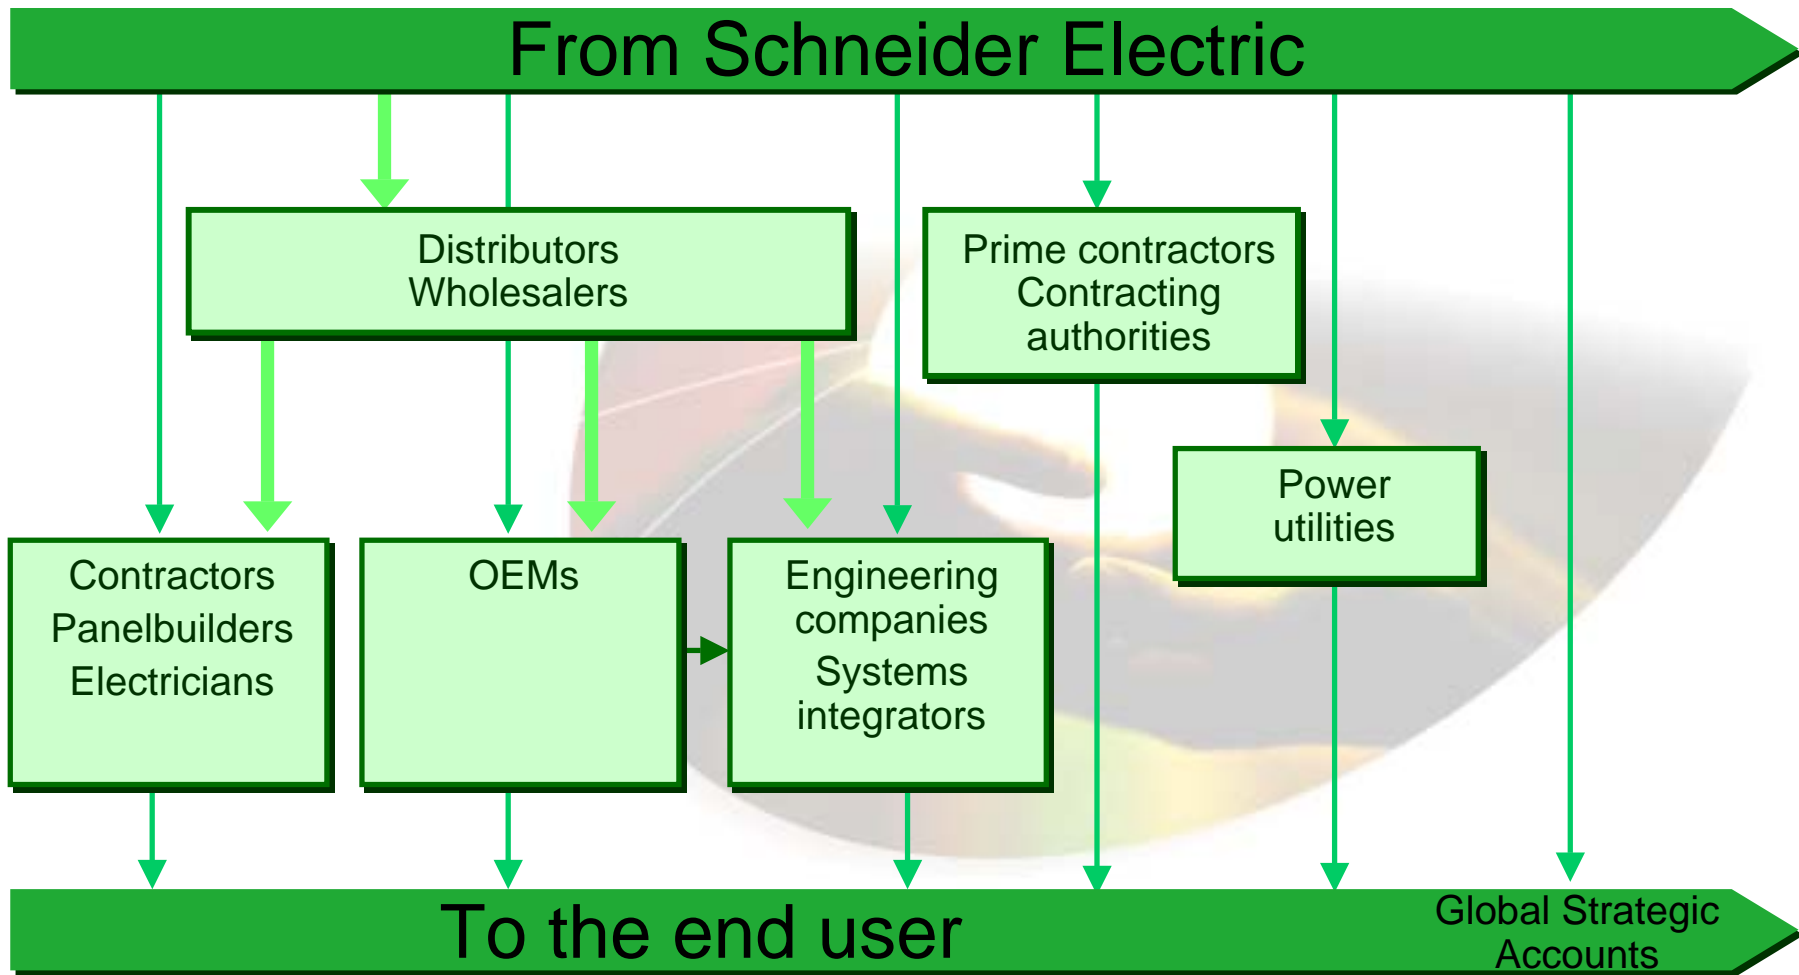 From Schneider Electric
Distributors
Wholesalers
Prime contractors
Contracting
authorities
Power
utilities
Contractors
Panelbuilders
Electricians
OEMs
Engineering
companies
Systems
integrators
To the end user
Global Strategic
Accounts